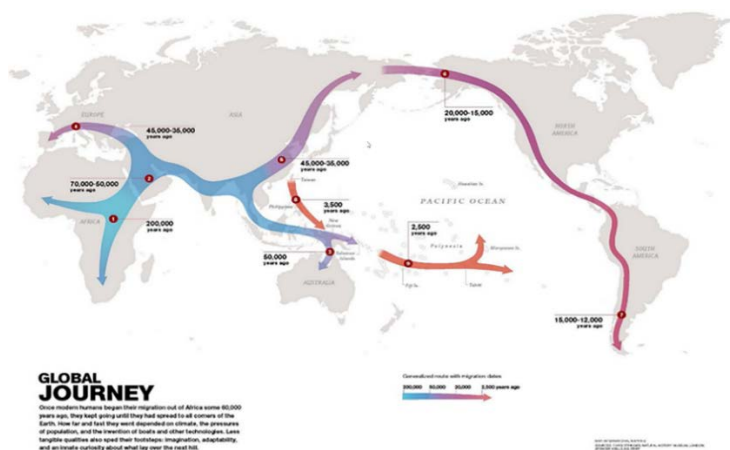 EUROPE
ASIA
45,000-35,000
years ago
20,000-15,000
years ago
NORTH
AMERICA
45,000-35,000
years ago
70,000-50,000
years ago
Taiwan
Philippines
3,500
years ago
Hawaiian Is.
PACIFIC OCEAN
AFRICA
200,000
years ago
New
2,500
years ago
Polynesia
Marquesas Is.
50,000
years ago
Solomon
Islands
SOUTH
AMERICA
AUSTRALIA
Fiji Is.
15,000-12,000
years ago
GLOBAL
JOURNEY
Once modern humans began their migration out of Africa some 60,000
years ago, they kept going until they had spread to all corners of the
Earth. How far and fast they went depended on climate, the pressures
of population, and the invention of boats and other technologies. Less
tangible qualities also sped their footsteps: imagination, adaptability,
and an innate curiosity about what lay over the next hill.
Generalized route with migration dates
200,000 50,000 20,000 2,500 years ago